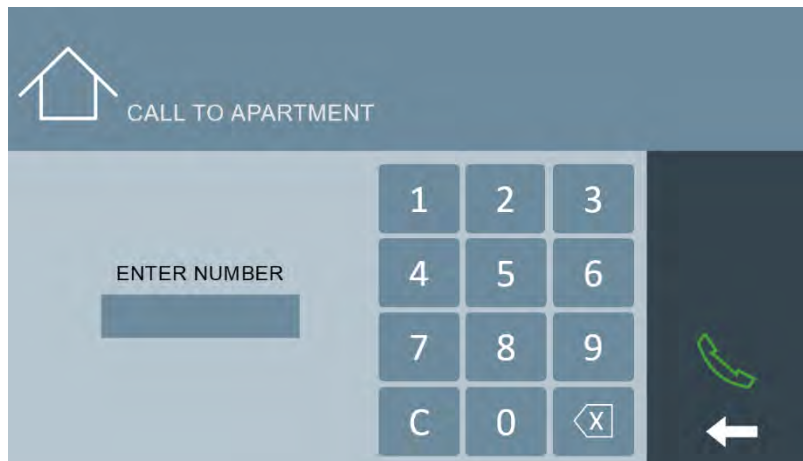 CALL TO APARTMENT
ENTER NUMBER
1 2 3
4 5 6
7 8 9
C 0 X